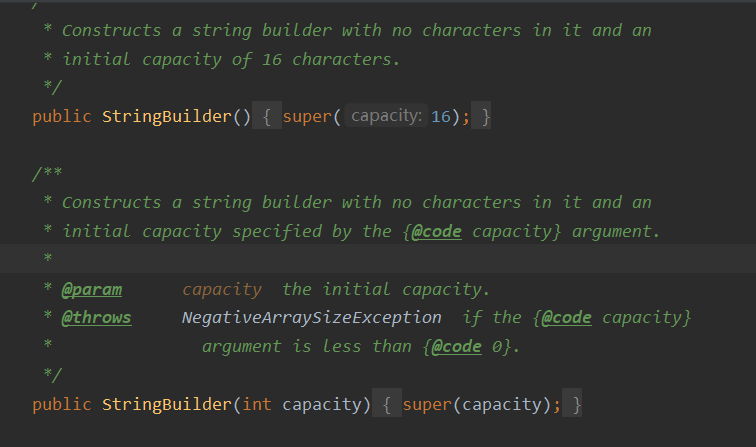 /
* Constructs a string builder with no characters in it and an
* initial capacity of 16 characters.
*/
public StringBuilder() { super( capacity: 16); }
/**
* Constructs a string builder with no characters in it and an
* initial capacity specified by the {@code capacity} argument.
*
* @param capacity the initial capacity.
* @throws NegativeArraySizeException if the {@code capacity}
* argument is less than {@code 0}.
*/
public StringBuilder(int capacity) { super(capacity); }